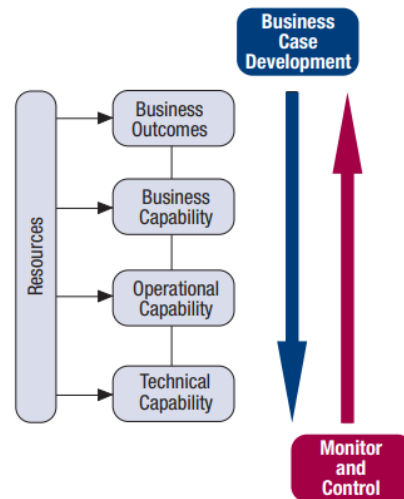 Business
Case
Development
Business
Outcomes
Business
Capability
Resources
Operational
Capability
Technical
Capability
Monitor
and
Control